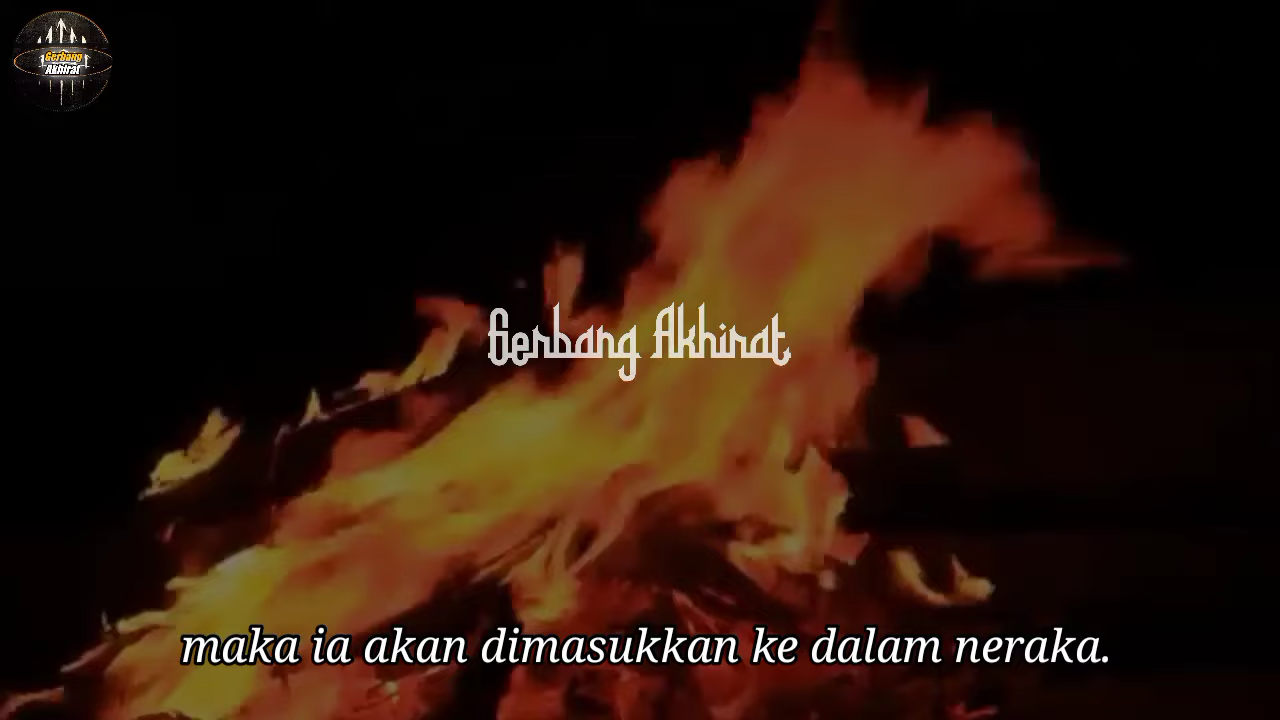 Gerbang
Akhirat
Gerbang Akhirat
maka ia akan dimasukkan ke dalam neraka.